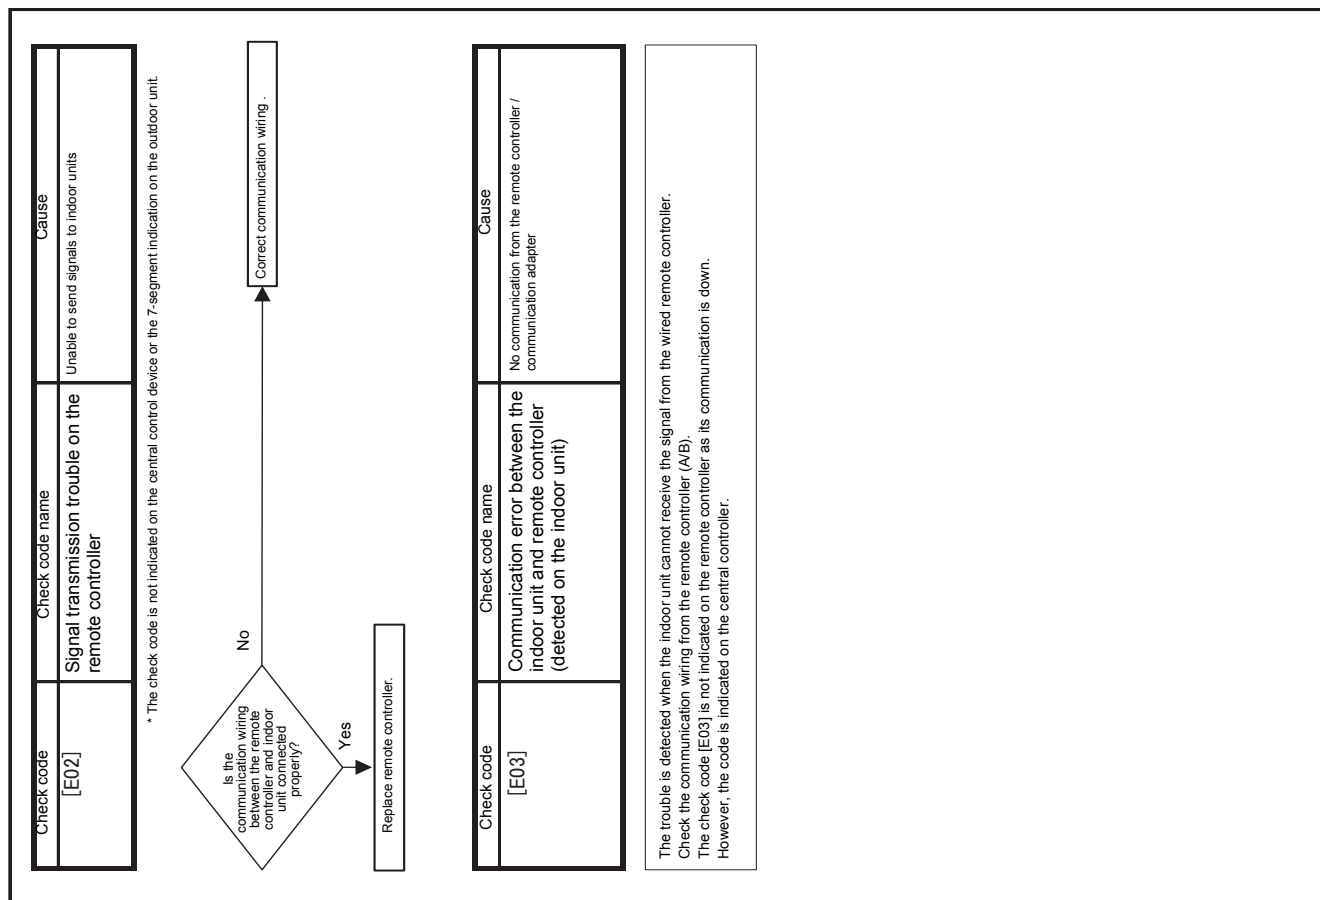 Check code
Check code name
Cause
[E02]
Signal transmission trouble on the
remote controller
Unable to send signals to indoor units
* The check code is not indicated on the central control device or the 7-segment indication on the outdoor unit.
Is the
communication wiring
between the remote
controller and indoor
unit connected
properly?
No
Correct communication wiring .
Yes
Replace remote controller.
Check code
Check code name
Cause
[E03]
Communication error between the
indoor unit and remote controller
(detected on the indoor unit)
No communication from the remote controller /
communication adapter
The trouble is detected when the indoor unit cannot receive the signal from the wired remote controller.
Check the communication wiring from the remote controller (A/B).
The check code [E03] is not indicated on the remote controller as its communication is down.
However, the code is indicated on the central controller.